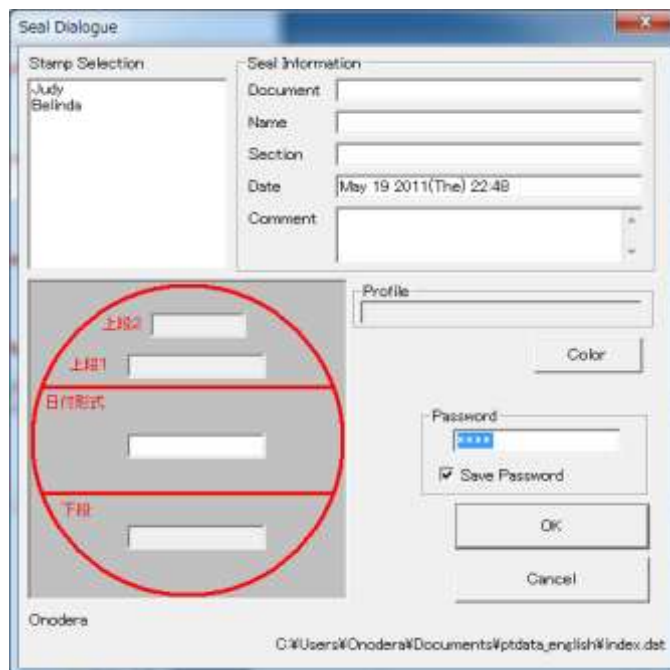 Seal Dialogue
Stamp Selection
Judy
Belinda
Seal Information
Document
Name
Section
Date
May 19 2011(The) 22:48
Comment
上段2
上段1
日付形式
下段
Profile
Color
Password
****
Save Password
OK
Cancel
Onodera
C:¥Users¥Onodera¥Documents¥ptdata_english¥index.dat